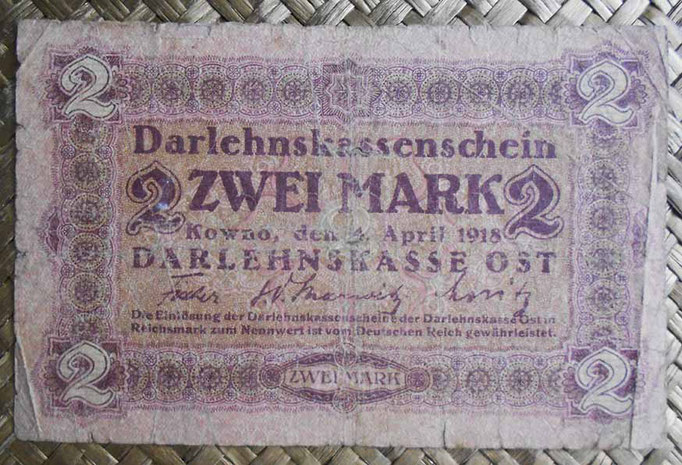 2 2
Darlehnskassenschein
2 ZWEI MARK 2
Kowno, den 4. April 1918
DARLEHNSKASSE OST
Die Einlösung der Darlehnskassenscheine der Darlehnskasse Ost in
Reichsmark zum Nennwert ist vom Deutschen Reich gewährleistet.
2 ZWEI MARK 2